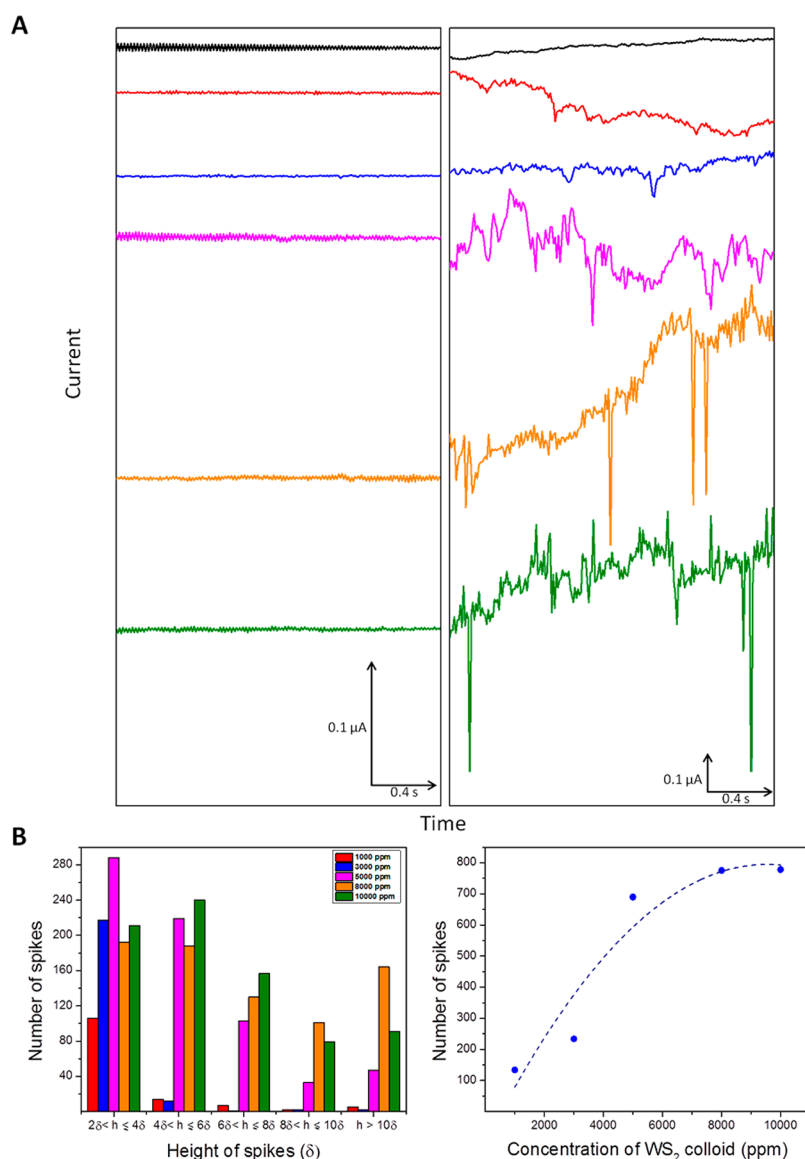 A
Current
0.1 µA
0.4 s
0.1 µA
0.4 s
Time
B
Number of spikes
280
240
200
160
120
80
40
1000 ppm
3000 ppm
5000 ppm
8000 ppm
10000 ppm
2δ< h ≤ 4δ
4δ< h ≤ 6δ
6δ< h ≤ 8δ
8δ< h ≤ 10δ
h > 10δ
Height of spikes (δ)
Number of spikes
800
700
600
500
400
300
200
100
2000
4000
6000
8000
10000
Concentration of WS₂ colloid (ppm)